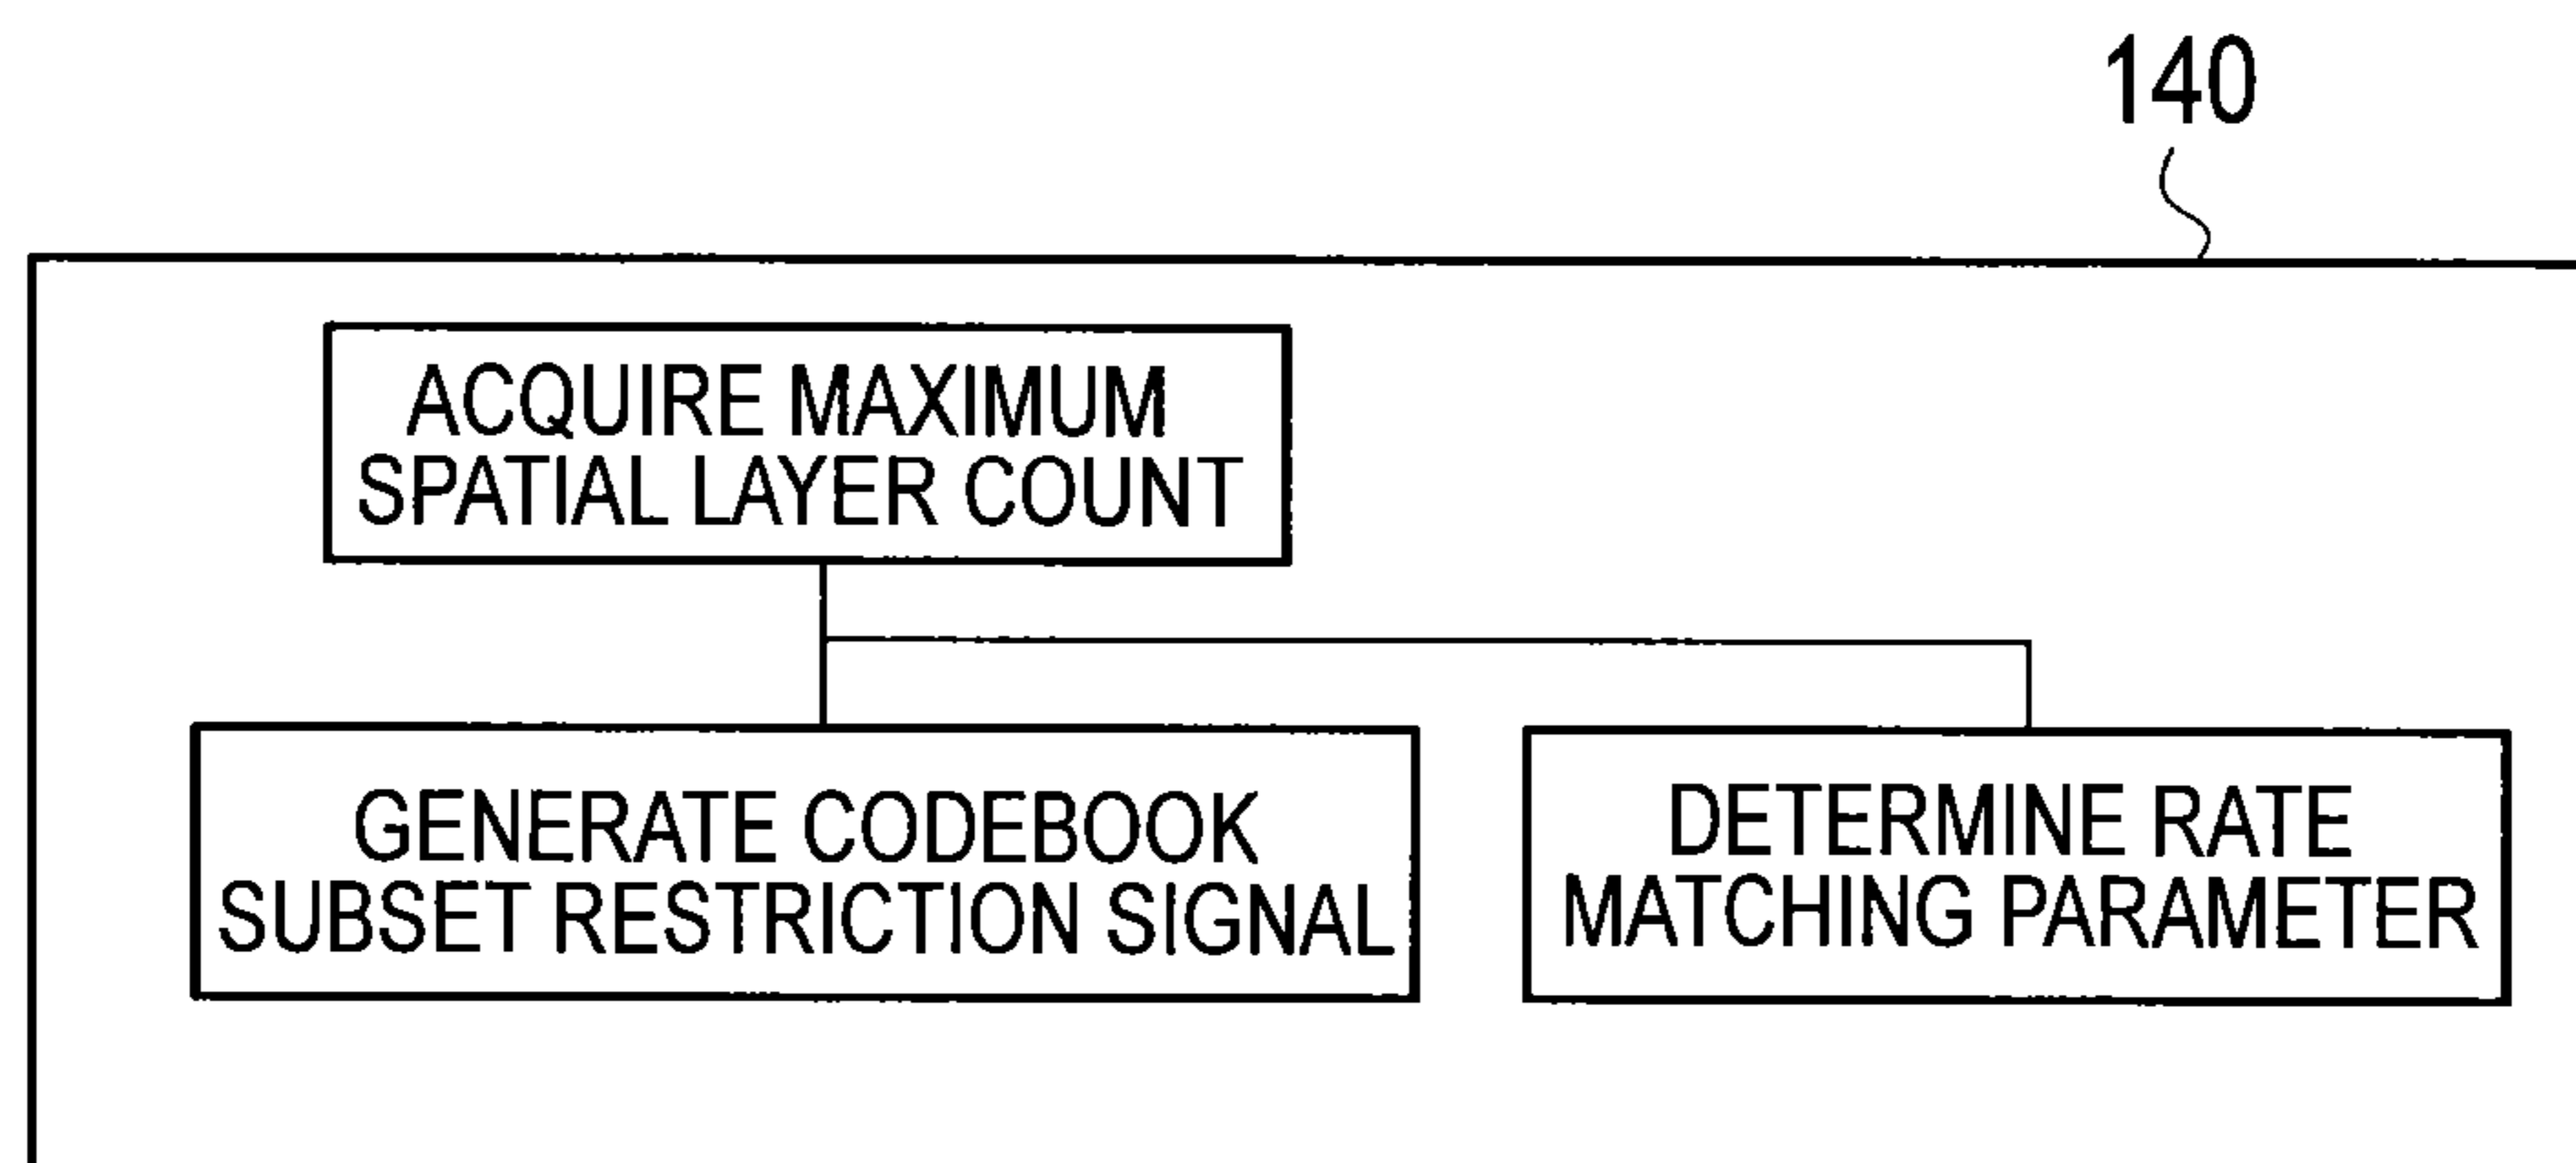 140
ACQUIRE MAXIMUM
SPATIAL LAYER COUNT
GENERATE CODEBOOK
SUBSET RESTRICTION SIGNAL
DETERMINE RATE
MATCHING PARAMETER